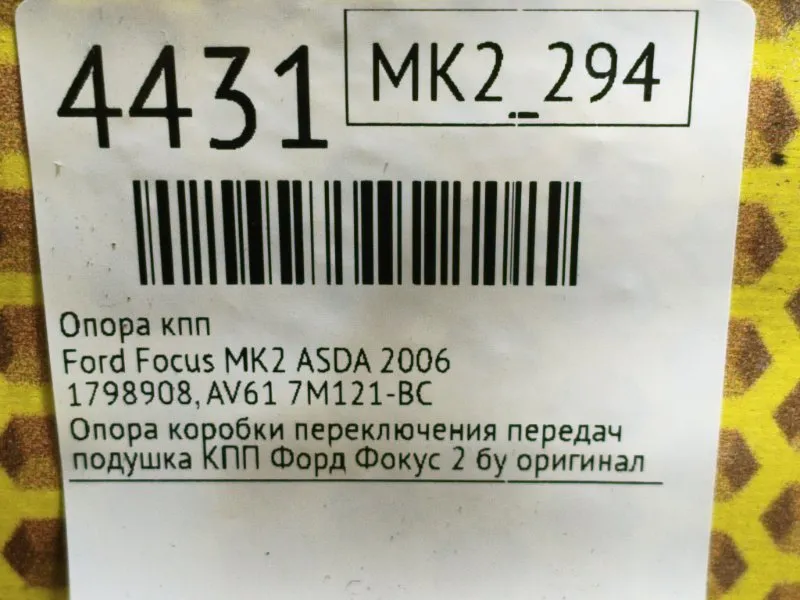 4431
MK2_294
Опора кпп
Ford Focus MK2 ASDA 2006
1798908, AV61 7M121-BC
Опора коробки переключения передач
подушка КПП Форд Фокус 2 бу оригинал